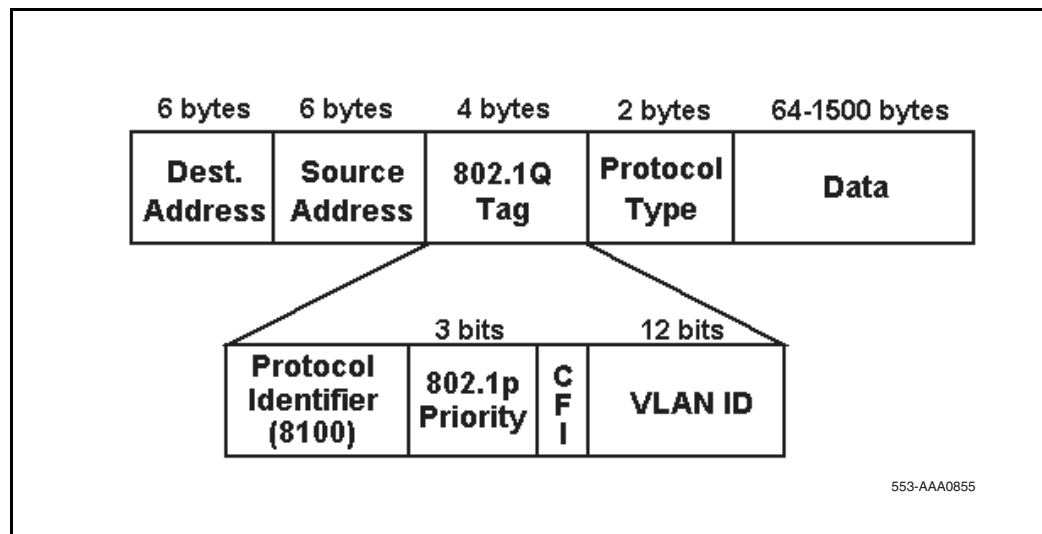 6 bytes 6 bytes 4 bytes 2 bytes 64-1500 bytes
Dest. Address
Source Address
802.1Q Tag
Protocol Type
Data
3 bits 12 bits
Protocol Identifier (8100)
802.1p Priority
CFI
VLAN ID
553-AAA0855